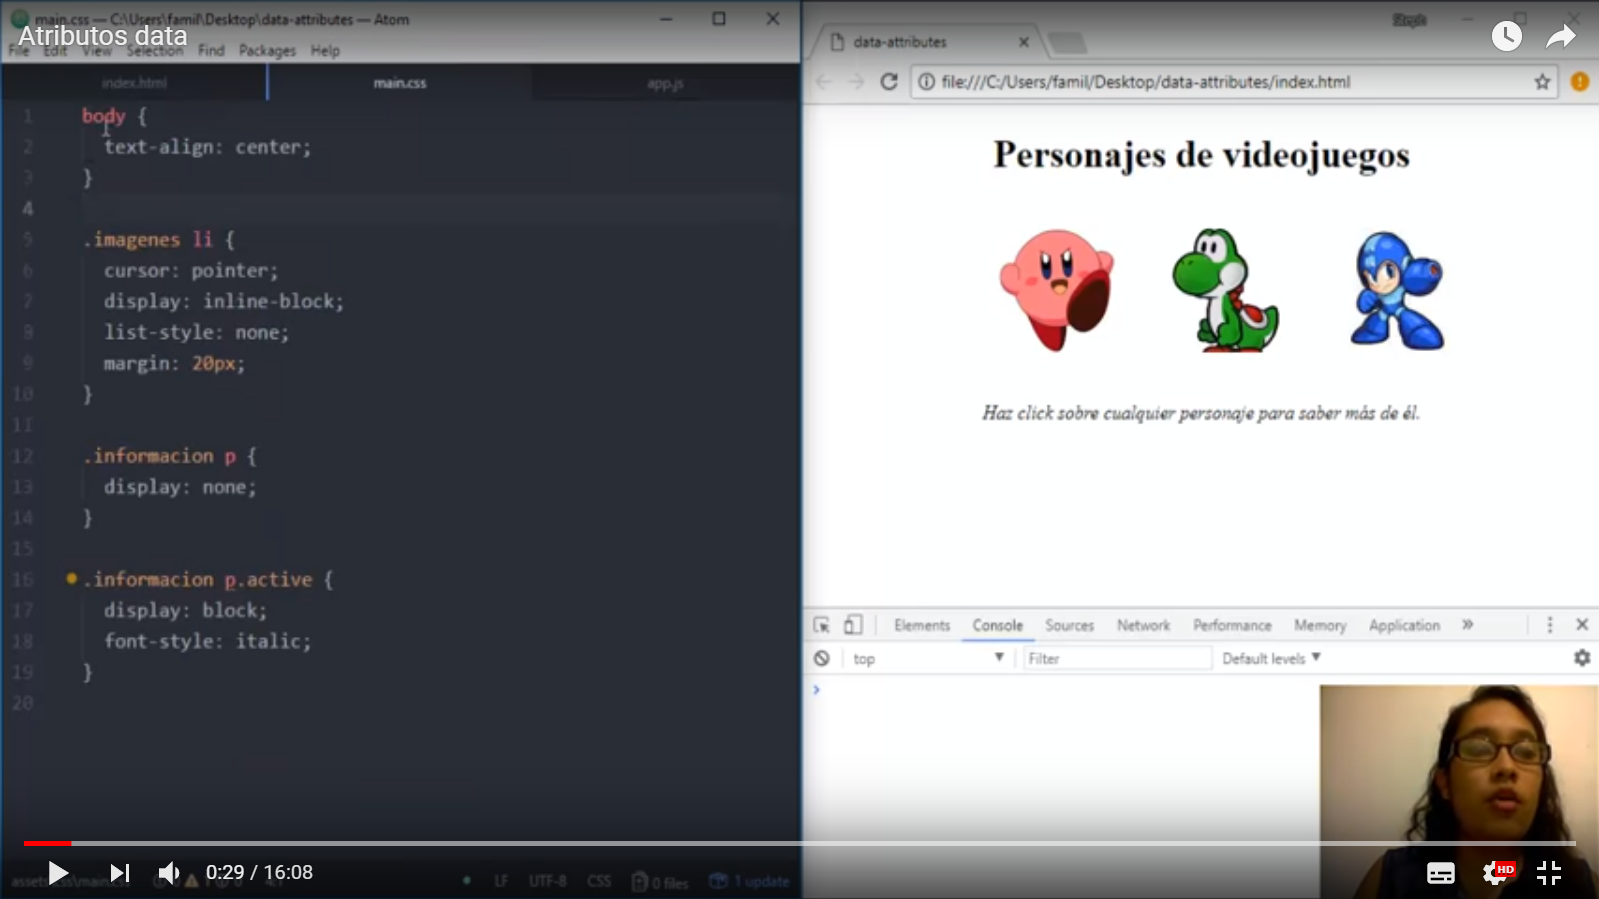 main.css — C:\Users\famil\Desktop\data-attributes — Atom
Atributos data
File Edit View Selection Find Packages Help
index.html main.css app.js
1 body {
2 text-align: center;
3 }
4
5 .imagenes li {
6 cursor: pointer;
7 display: inline-block;
8 list-style: none;
9 margin: 20px;
10 }
11
12 .informacion p {
13 display: none;
14 }
15
16 .informacion p.active {
17 display: block;
18 font-style: italic;
19 }
20
LF UTF-8 CSS 0 files 1 update
0:29 / 16:08
HD
Steph
data-attributes
file:///C:/Users/famil/Desktop/data-attributes/index.html
Personajes de videojuegos
Haz click sobre cualquier personaje para saber más de él.
Elements Console Sources Network Performance Memory Application »
top Filter Default levels